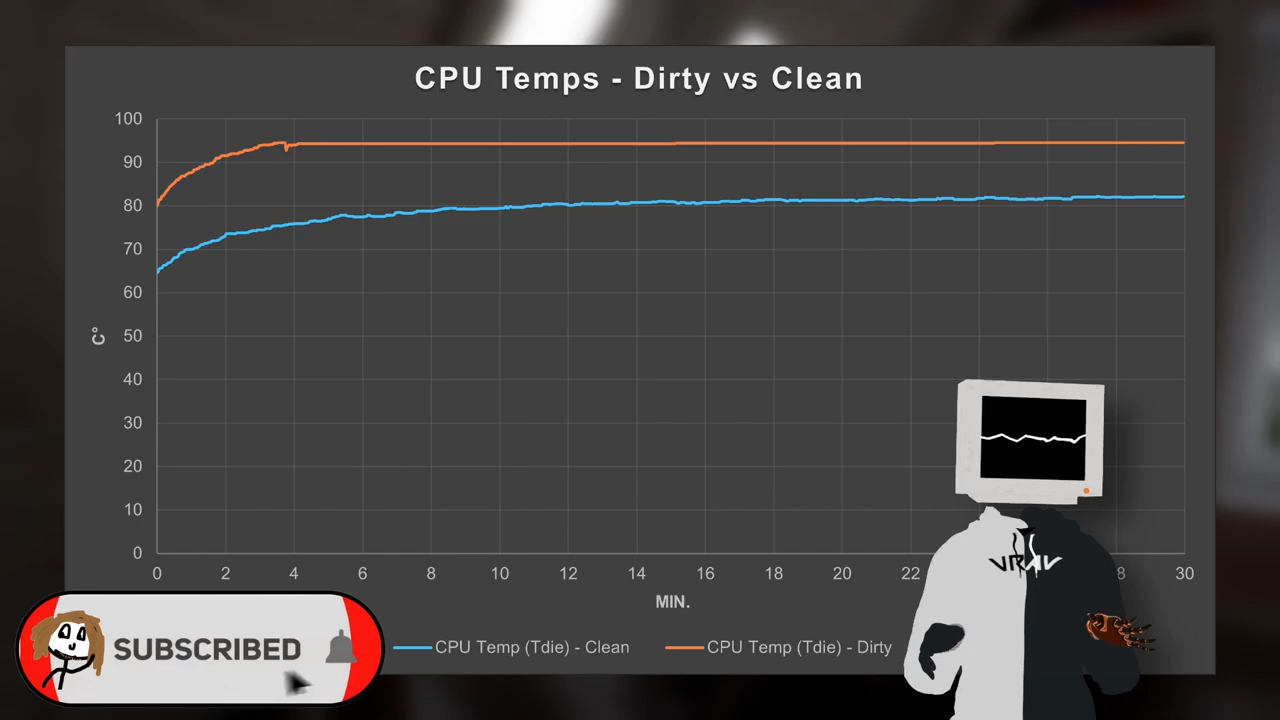 CPU Temps - Dirty vs Clean
100
90
80
70
60
50
40
30
20
10
0
C°
0 2 4 6 8 10 12 14 16 18 20 22 8 30
MIN.
CPU Temp (Tdie) - Clean CPU Temp (Tdie) - Dirty
SUBSCRIBED